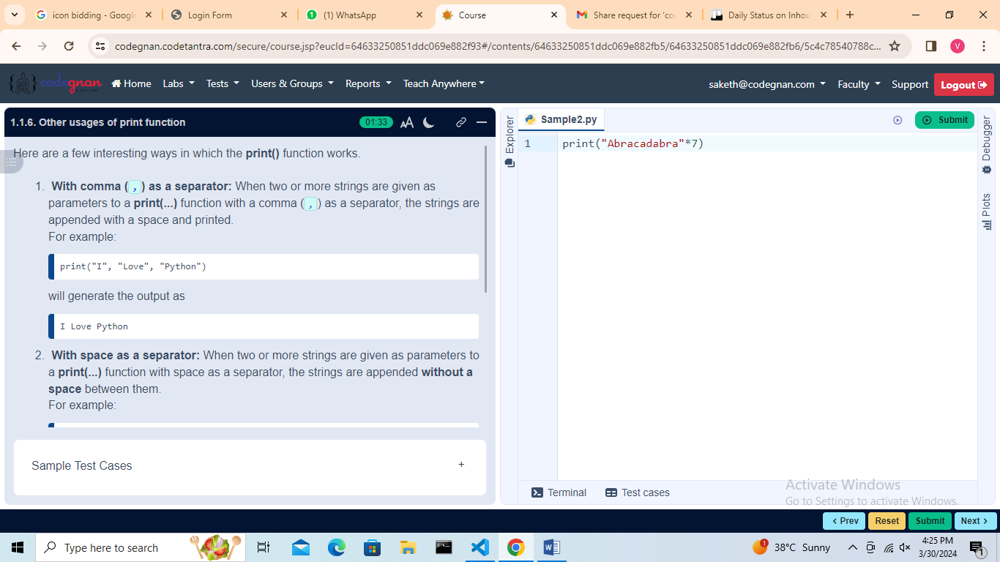 icon bidding - Google
Login Form
(1) WhatsApp
Course
Share request for 'co
Daily Status on Inhou
codegnan.codetantra.com/secure/course.jsp?eucId=64633250851ddc069e882f93#/contents/64633250851ddc069e882fb5/64633250851ddc069e882fb6/5c4c78540788c...
V
codegnan
Home
Labs
Tests
Users & Groups
Reports
Teach Anywhere
saketh@codegnan.com
Faculty
Support
Logout
1.1.6. Other usages of print function
01:33
AA
Here are a few interesting ways in which the print() function works.
1. With comma ( , ) as a separator: When two or more strings are given as
parameters to a print(...) function with a comma ( , ) as a separator, the strings are
appended with a space and printed.
For example:
print("I", "Love", "Python")
will generate the output as
I Love Python
2. With space as a separator: When two or more strings are given as parameters to
a print(...) function with space as a separator, the strings are appended without a
space between them.
For example:
Sample Test Cases
+
Explorer
Sample2.py
Submit
1 print("Abracadabra"*7)
Debugger
Plots
Terminal
Test cases
Activate Windows
Go to Settings to activate Windows.
< Prev
Reset
Submit
Next >
Type here to search
38°C Sunny
4:25 PM
3/30/2024
1